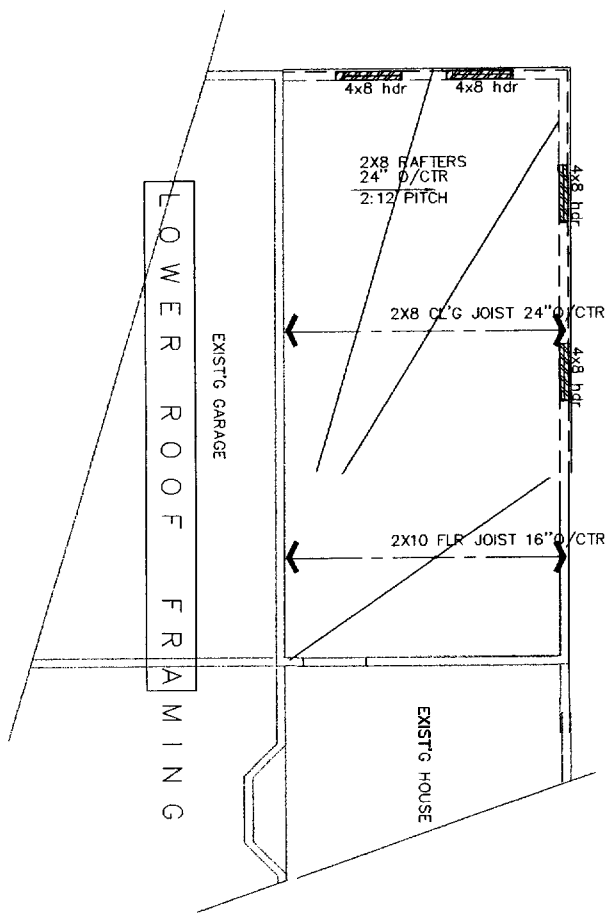 4x8 hdr
4x8 hdr
2X8 RAFTERS
24" O/CTR
2:12 PITCH
4x8 hdr
2X8 CL'G JOIST 24"O/CTR
4x8 hdr
EXIST'G GARAGE
LOWER ROOF FRAMING
2X10 FLR JOIST 16"O/CTR
EXIST'G HOUSE